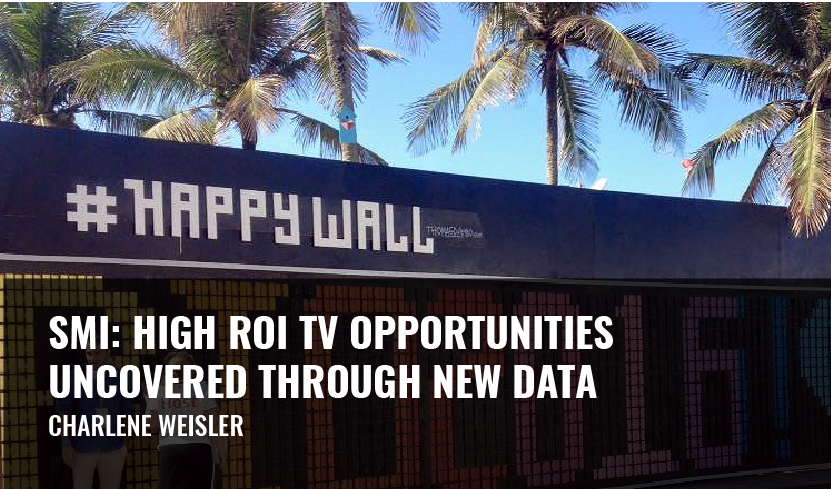 #HAPPY WALL
SMI: HIGH ROI TV OPPORTUNITIES
UNCOVERED THROUGH NEW DATA
CHARLENE WEISLER